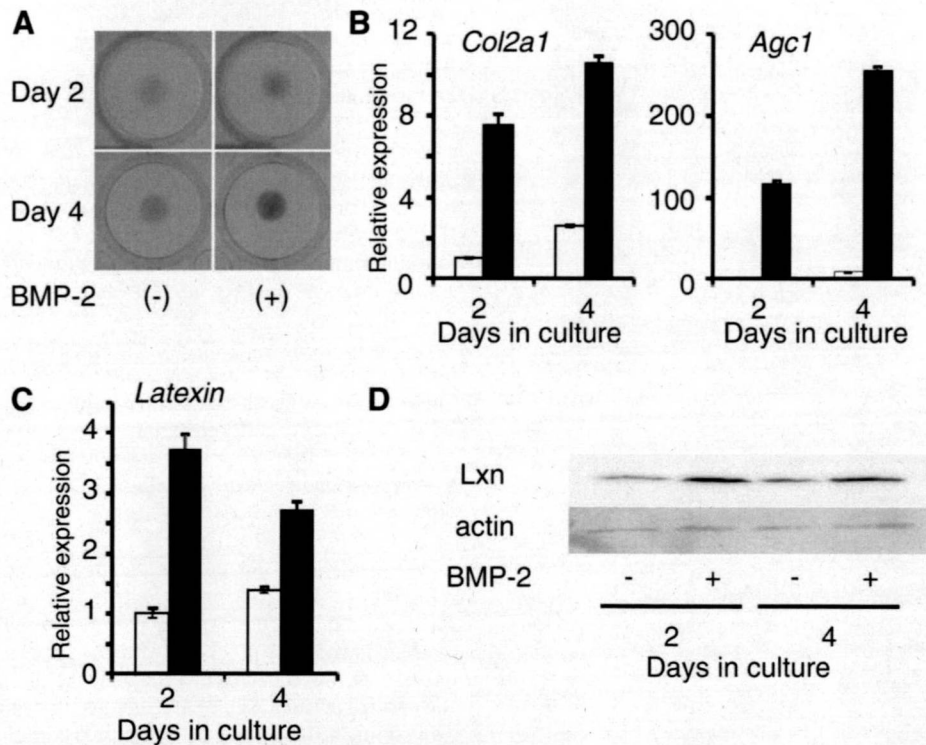 A
Day 2
Day 4
BMP-2 (-) (+)
B
Col2a1
Relative expression
12
8
4
0
2 4
Days in culture
Agc1
300
200
100
0
2 4
Days in culture
C
Latexin
Relative expression
4
3
2
1
0
2 4
Days in culture
D
Lxn
actin
BMP-2 - + - +
2 4
Days in culture